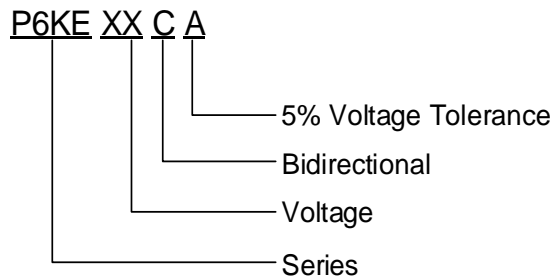 P6KE XX C A
5% Voltage Tolerance
Bidirectional
Voltage
Series